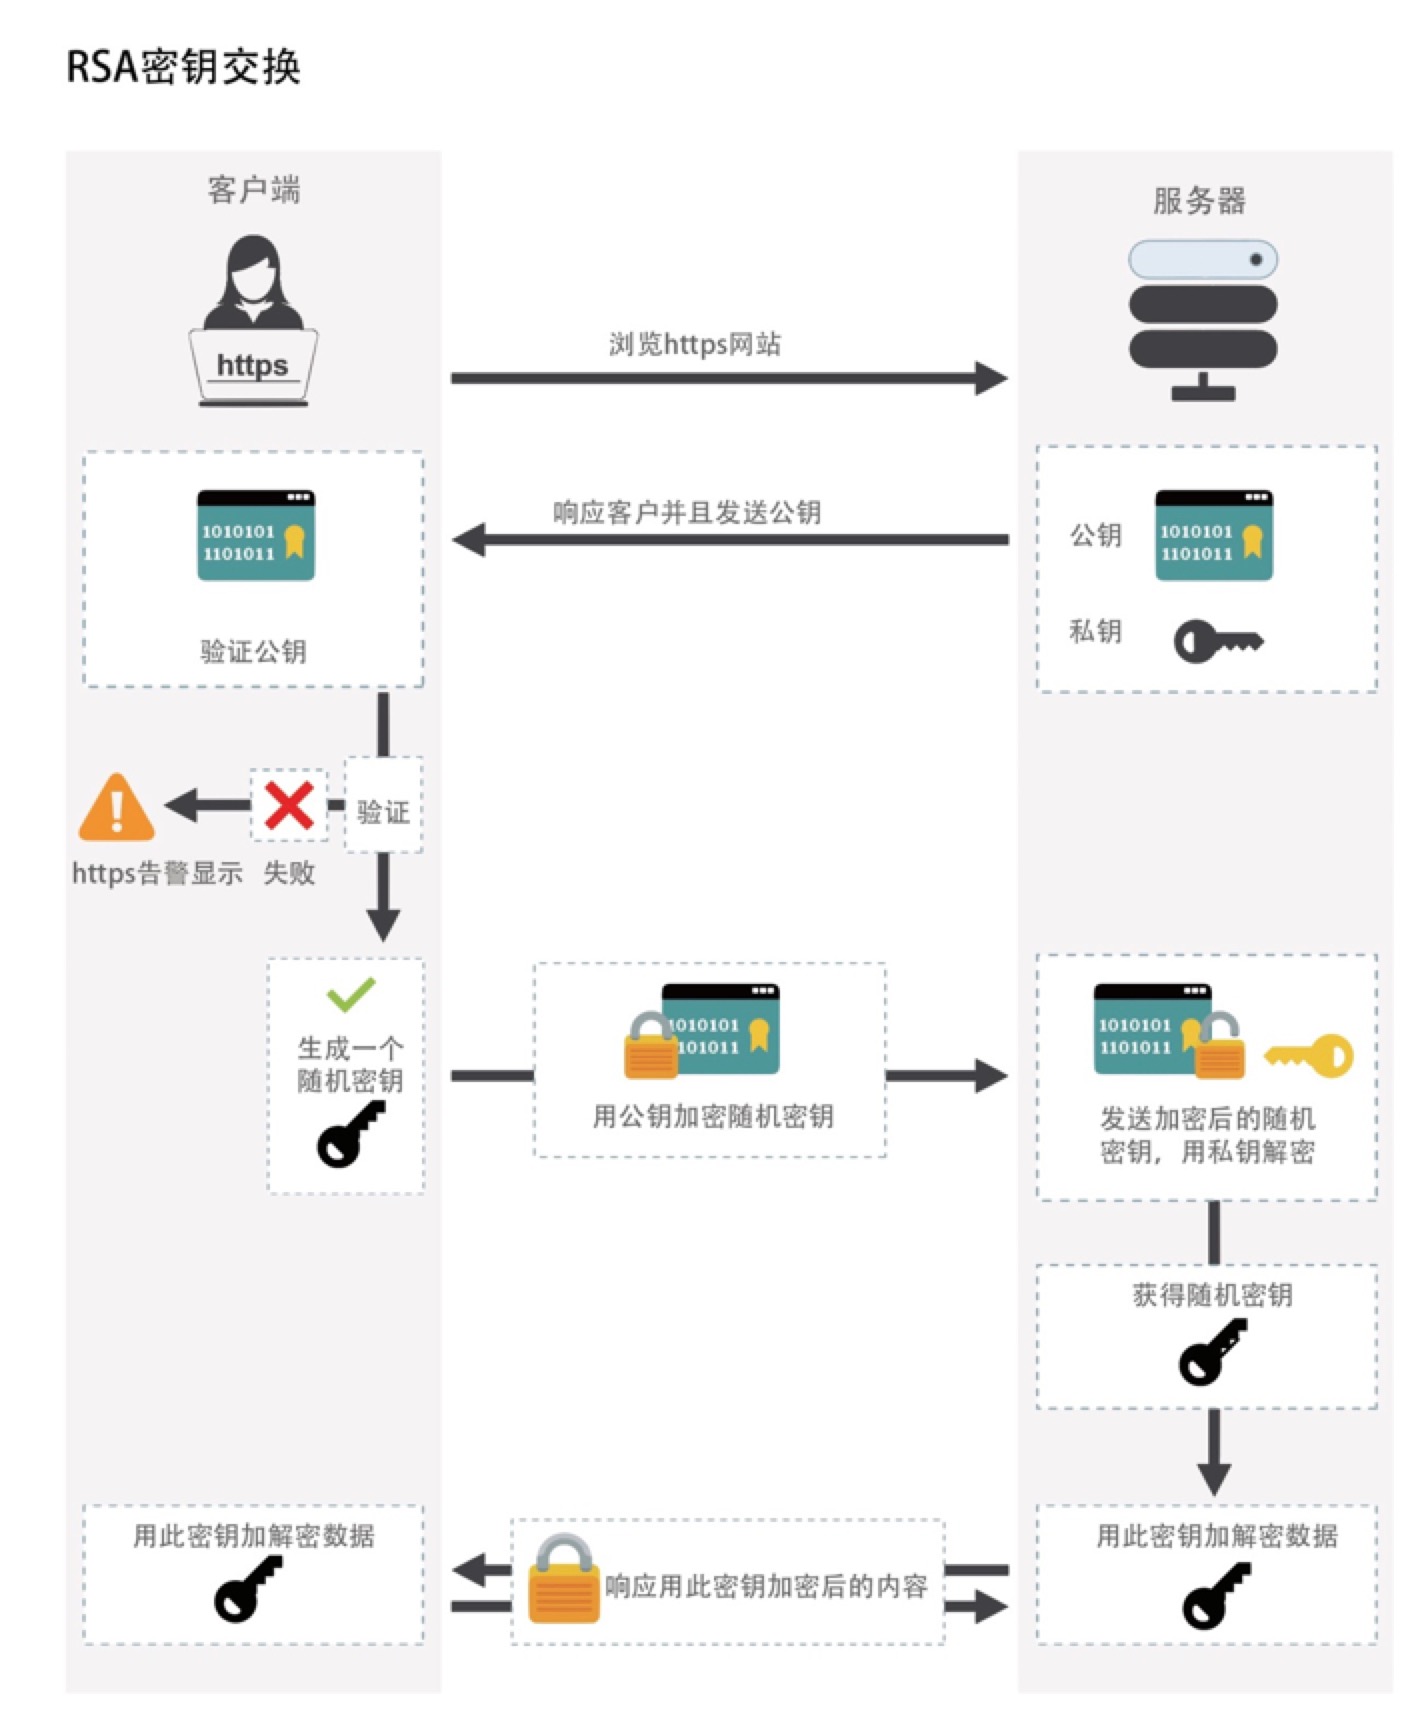 RSA密钥交换
客户端
服务器
https
浏览https网站
响应客户并且发送公钥
1010101
1101011
验证公钥
公钥
1010101
1101011
私钥
验证
https告警显示
失败
生成一个
随机密钥
1010101
101011
用公钥加密随机密钥
1010101
1101011
发送加密后的随机
密钥，用私钥解密
获得随机密钥
用此密钥加解密数据
响应用此密钥加密后的内容
用此密钥加解密数据